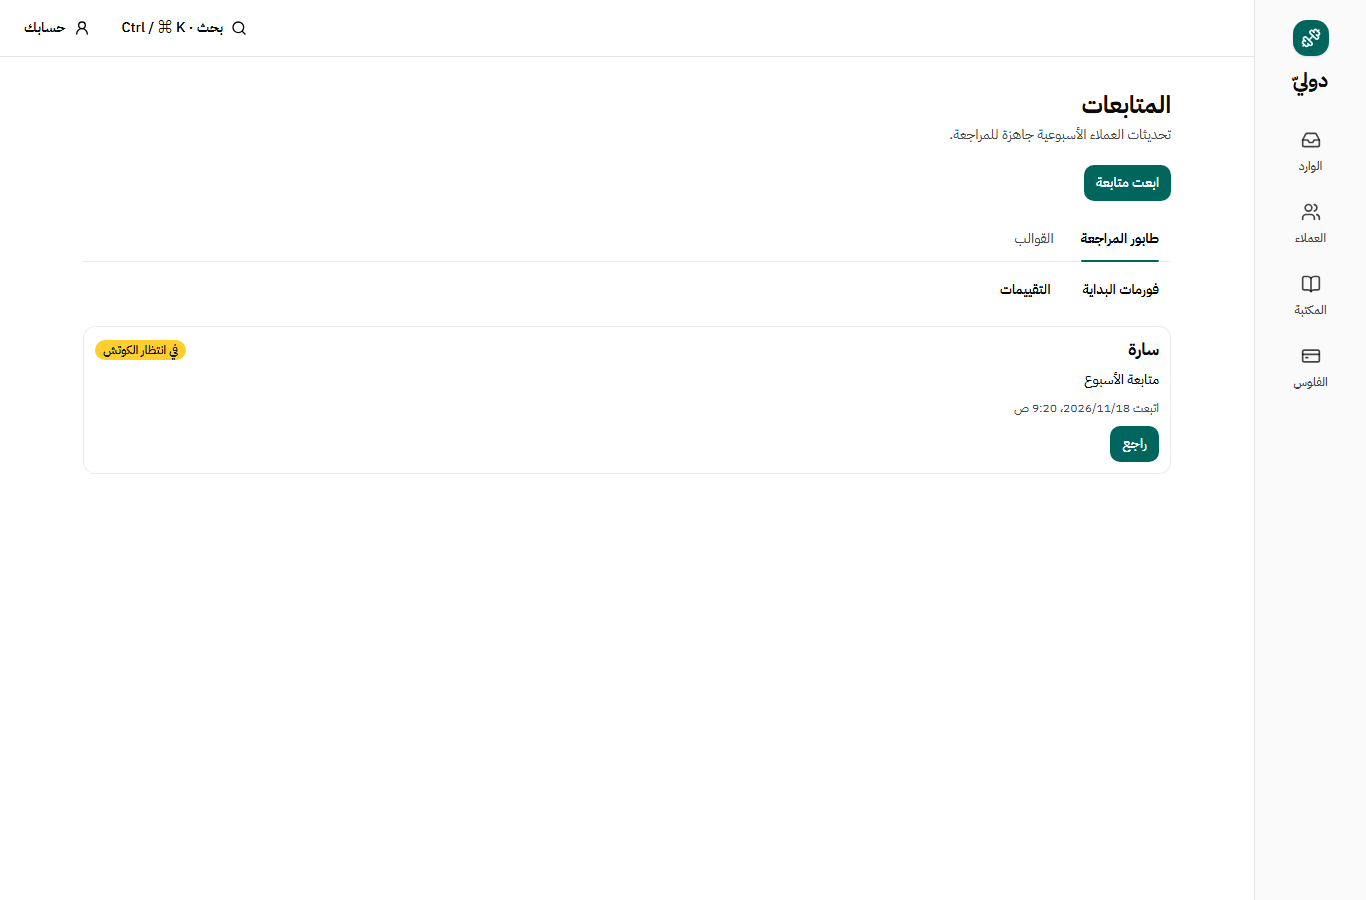 دوليّ
الوارد
العملاء
المكتبة
الفلوس
بحث · Ctrl / ⌘ K
حسابك
المتابعات
تحديثات العملاء الأسبوعية جاهزة للمراجعة.
ابعت متابعة
طابور المراجعة
القوالب
فورمات البداية
التقييمات
سارة
في انتظار الكوتش
متابعة الأسبوع
اتبعت 2026/11/18، 9:20 ص
راجع